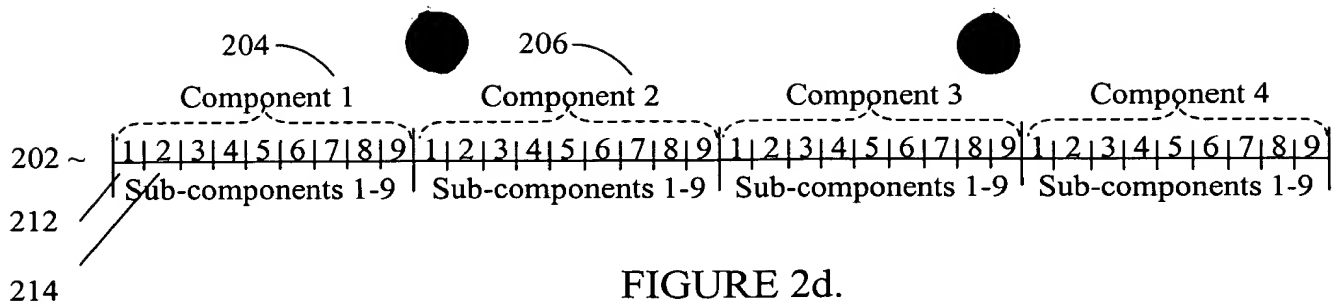 204 206
Component 1 Component 2 Component 3 Component 4
202 ~ 1 2 3 4 5 6 7 8 9 1 2 3 4 5 6 7 8 9 1 2 3 4 5 6 7 8 9 1 2 3 4 5 6 7 8 9
Sub-components 1-9 Sub-components 1-9 Sub-components 1-9 Sub-components 1-9
212
214
FIGURE 2d.